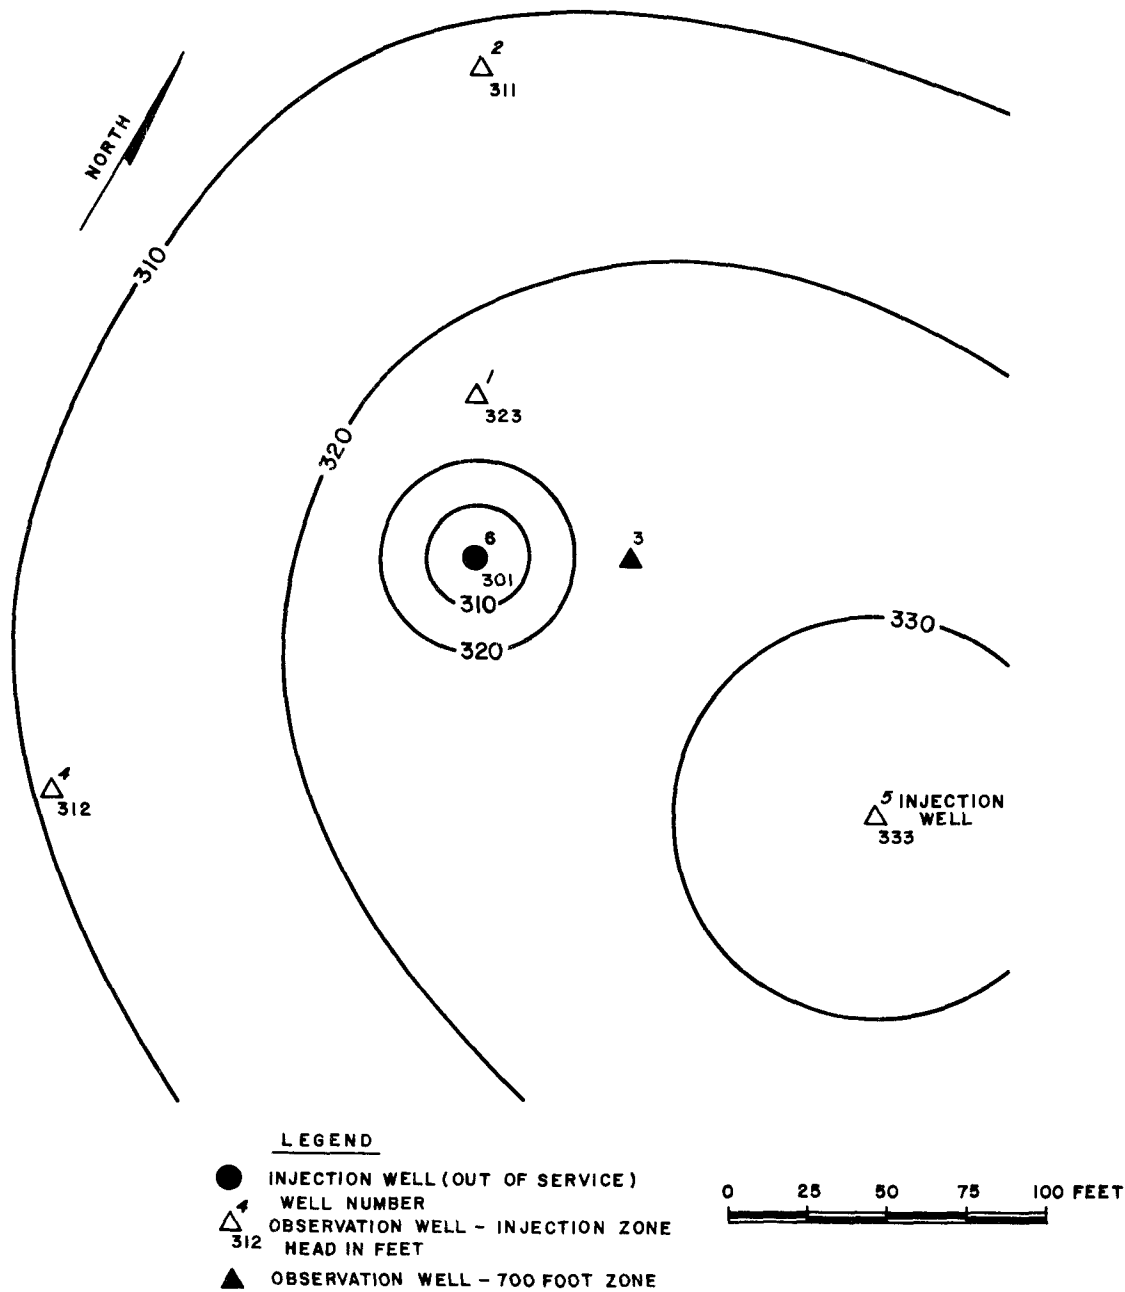 2
311
NORTH
310
1
323
320
6
301
310
320
3
330
4
312
5 INJECTION
WELL
333
LEGEND
INJECTION WELL (OUT OF SERVICE)
4 WELL NUMBER
OBSERVATION WELL - INJECTION ZONE
312 HEAD IN FEET
OBSERVATION WELL - 700 FOOT ZONE
0 25 50 75 100 FEET